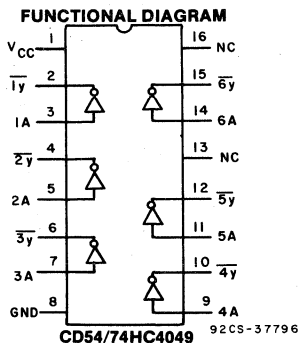 FUNCTIONAL DIAGRAM
VCC 1 16 NC
1y 2 15 6y
1A 3 14 6A
2y 4 13 NC
2A 5 12 5y
3y 6 11 5A
3A 7 10 4y
GND 8 9 4A
92CS-37796
CD54/74HC4049